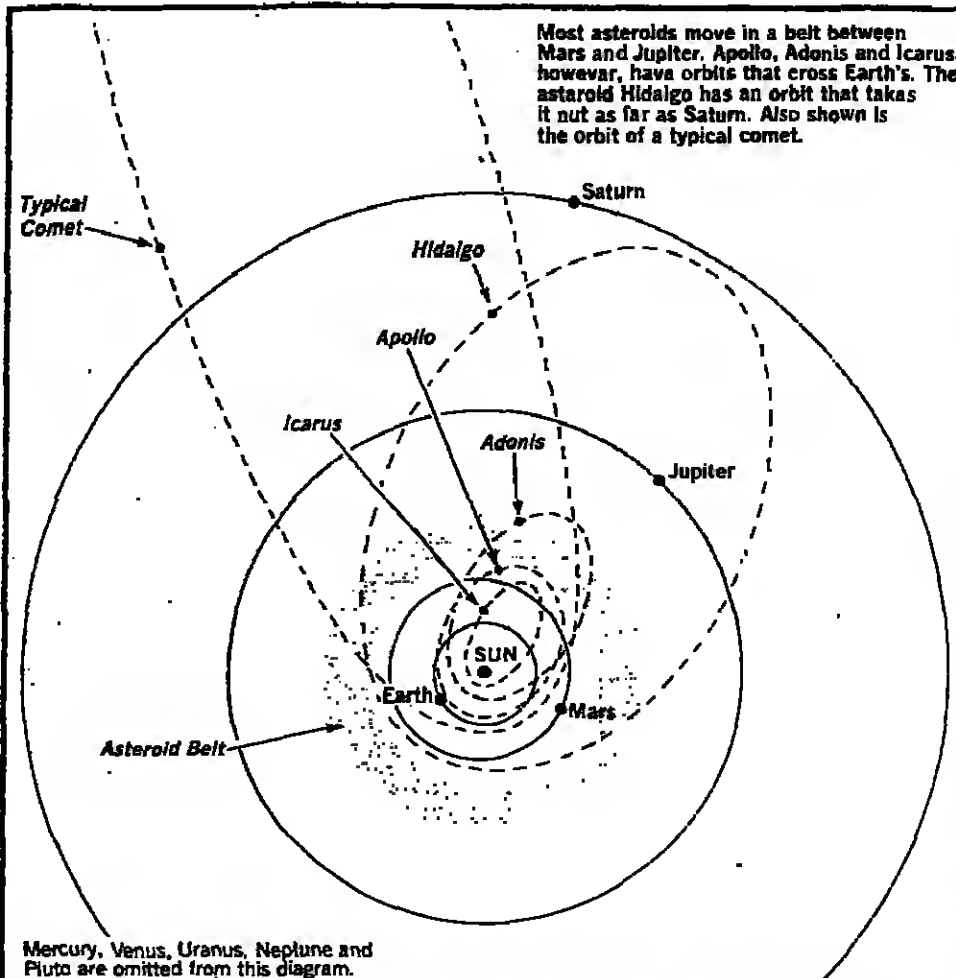 Most asteroids move in a belt between
Mars and Jupiter. Apollo, Adonis and Icarus,
howevar, have orbits that cross Earth's. The
astaroid Hidalgo has an orbit that takas
it nut as far as Saturn. Also shown is
the orbit of a typical comet.
Saturn
Typical
Comet
Hidalgo
Apollo
Icarus
Adonis
Jupiter
SUN
Earth
Mars
Asteroid Belt
Mercury, Venus, Uranus, Neptune and
Pluto are omitted from this diagram.